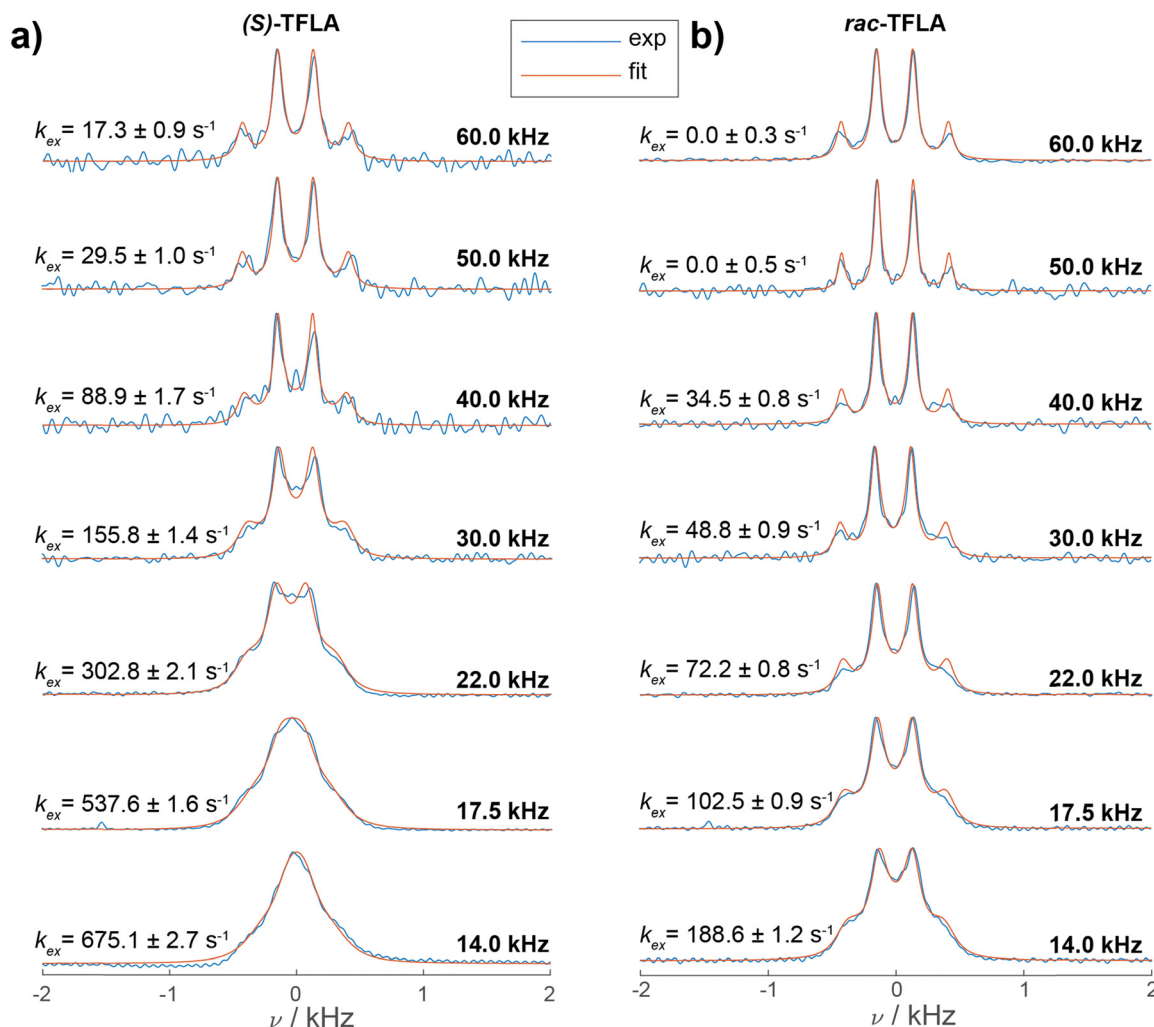 a)
(S)-TFLA
exp
fit
kex= 17.3 ± 0.9 s-1
60.0 kHz
kex= 29.5 ± 1.0 s-1
50.0 kHz
kex= 88.9 ± 1.7 s-1
40.0 kHz
kex= 155.8 ± 1.4 s-1
30.0 kHz
kex= 302.8 ± 2.1 s-1
22.0 kHz
kex= 537.6 ± 1.6 s-1
17.5 kHz
kex= 675.1 ± 2.7 s-1
14.0 kHz
-2 -1 0 1 2
ν / kHz
b)
rac-TFLA
kex= 0.0 ± 0.3 s-1
60.0 kHz
kex= 0.0 ± 0.5 s-1
50.0 kHz
kex= 34.5 ± 0.8 s-1
40.0 kHz
kex= 48.8 ± 0.9 s-1
30.0 kHz
kex= 72.2 ± 0.8 s-1
22.0 kHz
kex= 102.5 ± 0.9 s-1
17.5 kHz
kex= 188.6 ± 1.2 s-1
14.0 kHz
-2 -1 0 1 2
ν / kHz